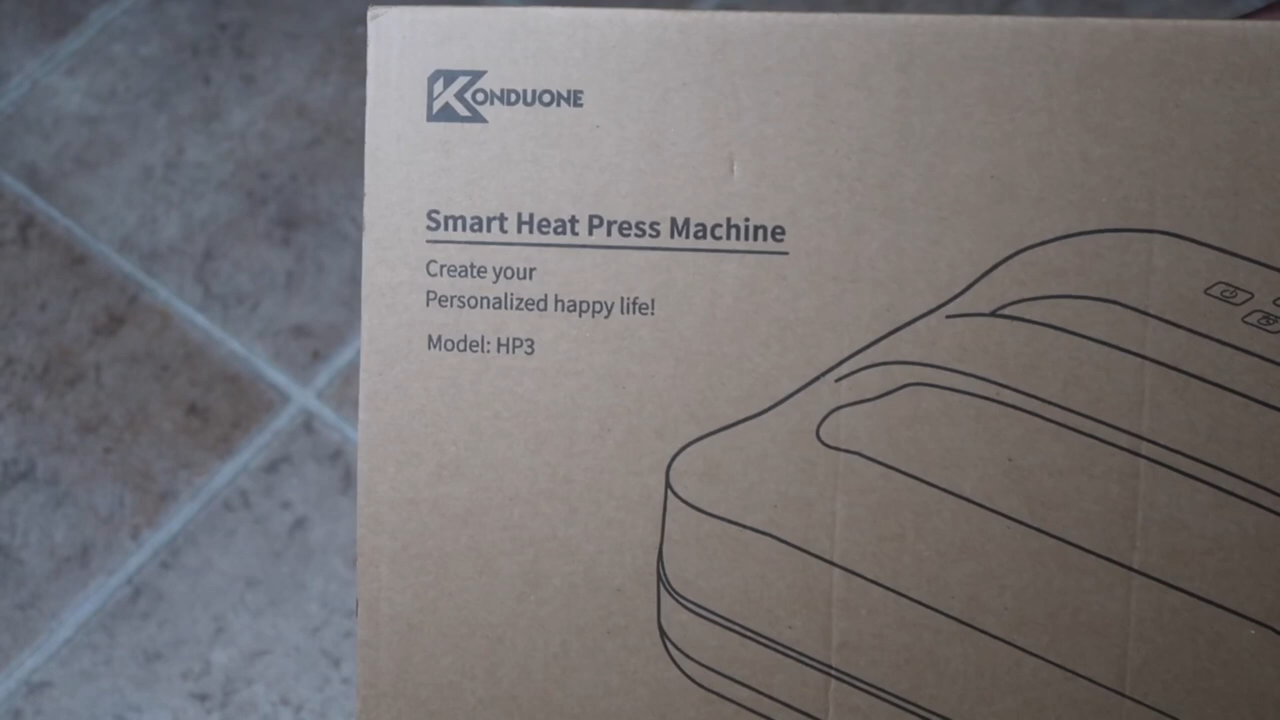 KONDUONE
Smart Heat Press Machine
Create your
Personalized happy life!
Model: HP3